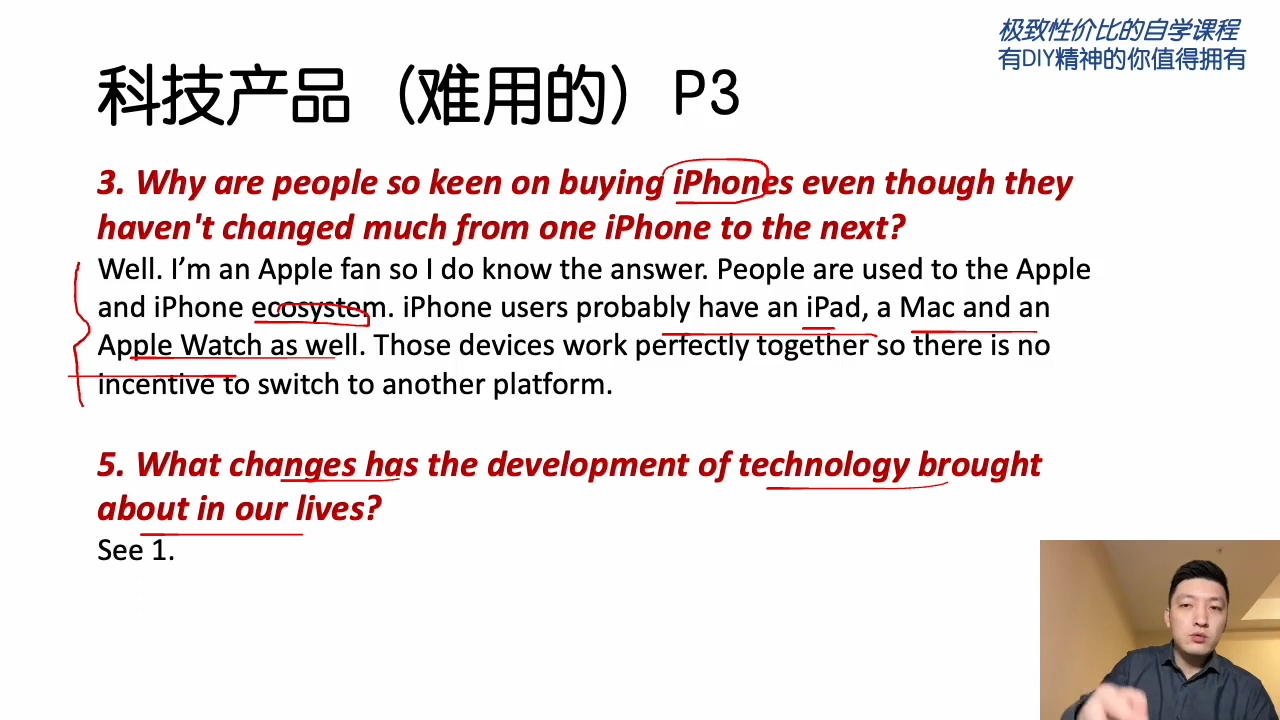 极致性价比的自学课程
有DIY精神的你值得拥有
科技产品（难用的）P3
3. Why are people so keen on buying iPhones even though they
haven't changed much from one iPhone to the next?
Well. I’m an Apple fan so I do know the answer. People are used to the Apple
and iPhone ecosystem. iPhone users probably have an iPad, a Mac and an
Apple Watch as well. Those devices work perfectly together so there is no
incentive to switch to another platform.
5. What changes has the development of technology brought
about in our lives?
See 1.